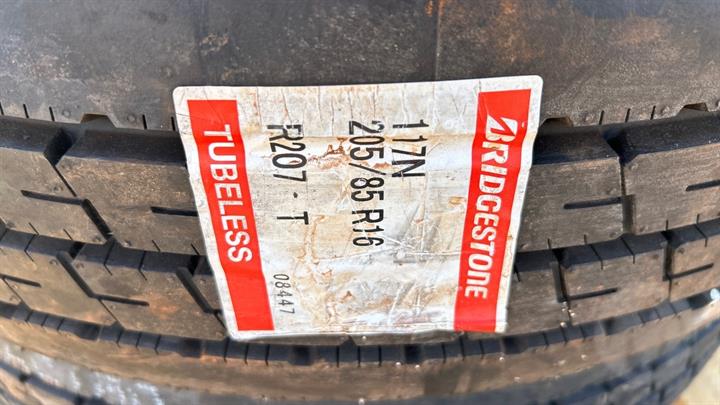 BRIDGESTONE
117N
205/85 R16
R207-T
08447
TUBELESS